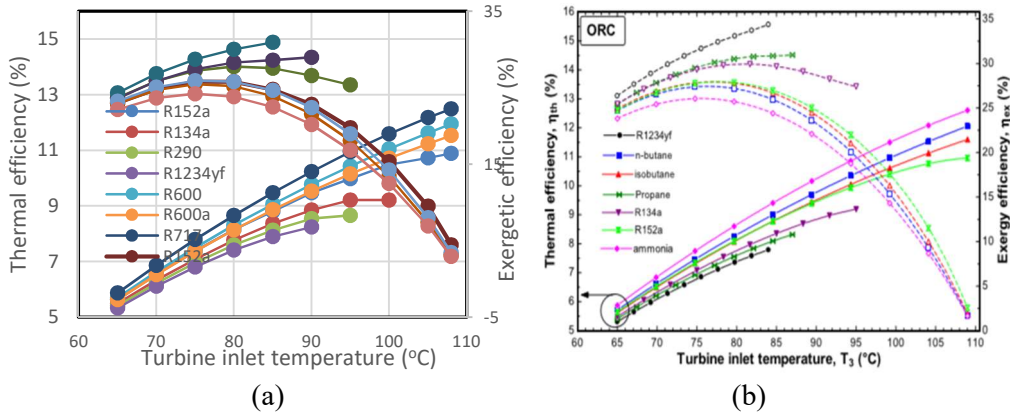 35
15
13
11
9
7
5
15
-5
60
70
80
90
100
110
Thermal efficiency (%)
Exergetic efficiency (%)
Turbine inlet temperature (ºC)
R152a
R134a
R290
R1234yf
R600
R600a
R717
R152a
(a)
(b)
ORC
16
15
14
13
12
11
10
9
8
7
6
5
35
30
25
20
15
10
5
0
60
65
70
75
80
85
90
95
100
105
110
Thermal efficiency, ηth (%)
Exergy efficiency, ηex (%)
Turbine inlet temperature, T3 (°C)
R1234yf
n-butane
isobutane
Propane
R134a
R152a
ammonia